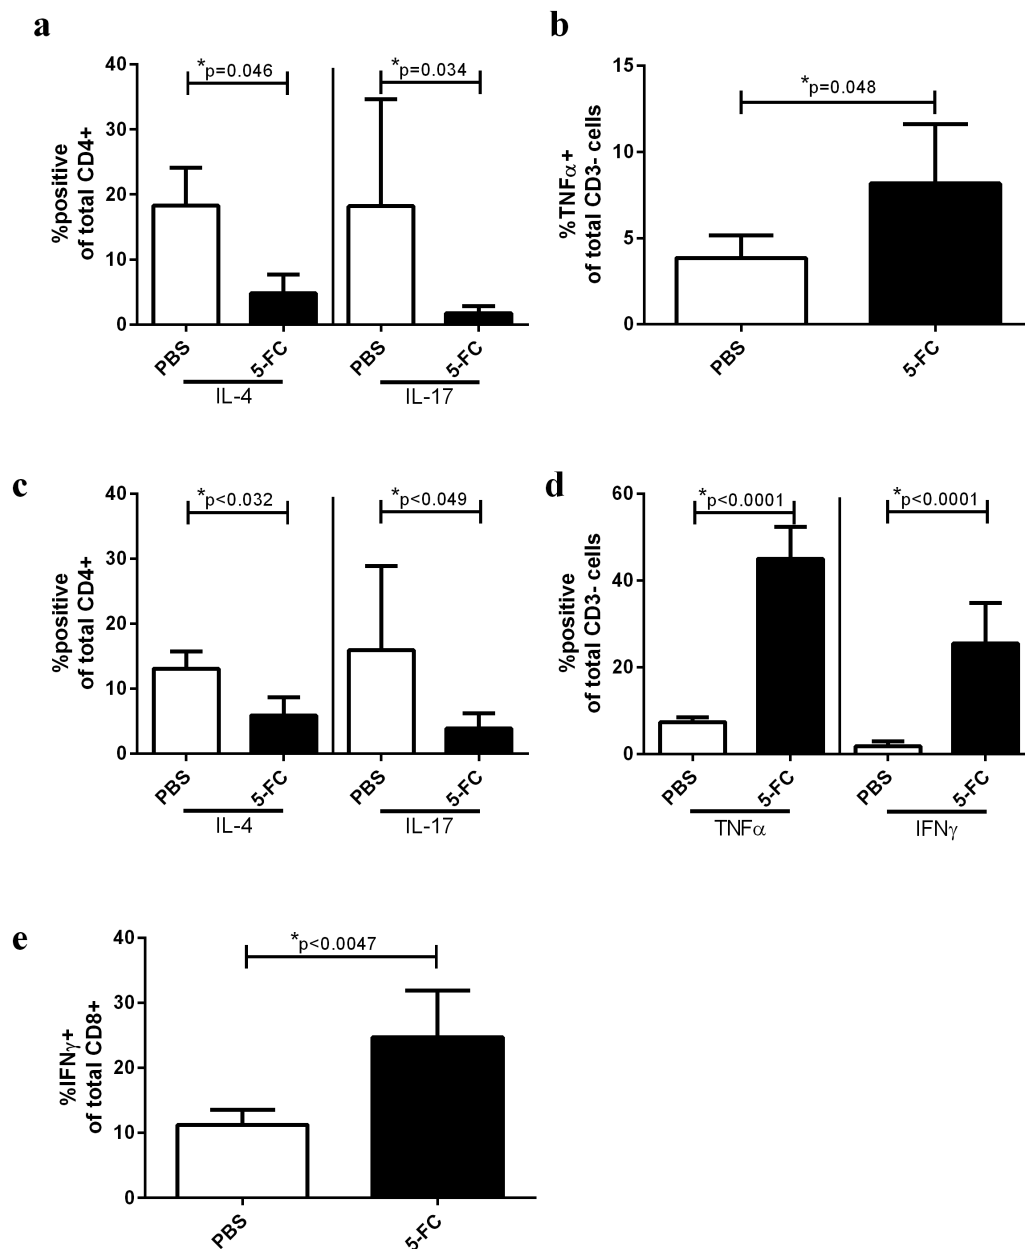 a
%positive
of total CD4+
40
30
20
10
0
*p=0.046
*p=0.034
PBS
5-FC
PBS
5-FC
IL-4
IL-17
b
%TNFα+
of total CD3- cells
15
10
5
0
*p=0.048
PBS
5-FC
c
%positive
of total CD4+
40
30
20
10
0
*p<0.032
*p<0.049
PBS
5-FC
PBS
5-FC
IL-4
IL-17
d
%positive
of total CD3- cells
60
40
20
0
*p<0.0001
*p<0.0001
PBS
5-FC
PBS
5-FC
TNFα
IFNγ
e
%IFNγ+
of total CD8+
40
30
20
10
0
*p<0.0047
PBS
5-FC